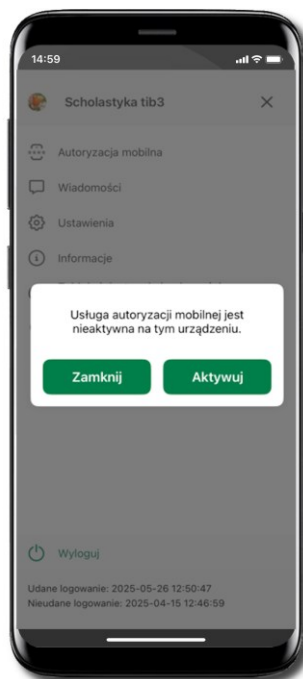 14:59
Scholastyka tib3
Autoryzacja mobilna
Wiadomości
Ustawienia
Informacje
Usługa autoryzacji mobilnej jest
nieaktywna na tym urządzeniu.
Zamknij
Aktywuj
Wyloguj
Udane logowanie: 2025-05-26 12:50:47
Nieudane logowanie: 2025-04-15 12:46:59